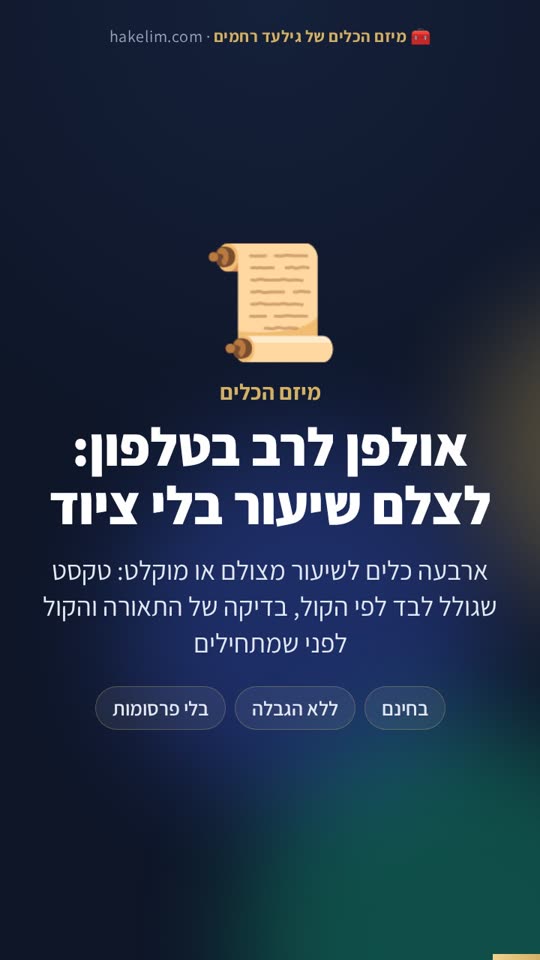 🧰 מיזם הכלים של גילעד רחמים · hakelim.com
מיזם הכלים
אולפן לרב בטלפון:
לצלם שיעור בלי ציוד
ארבעה כלים לשיעור מצולם או מוקלט: טקסט
שגולל לבד לפי הקול, בדיקה של התאורה והקול
לפני שמתחילים
בחינם
ללא הגבלה
בלי פרסומות